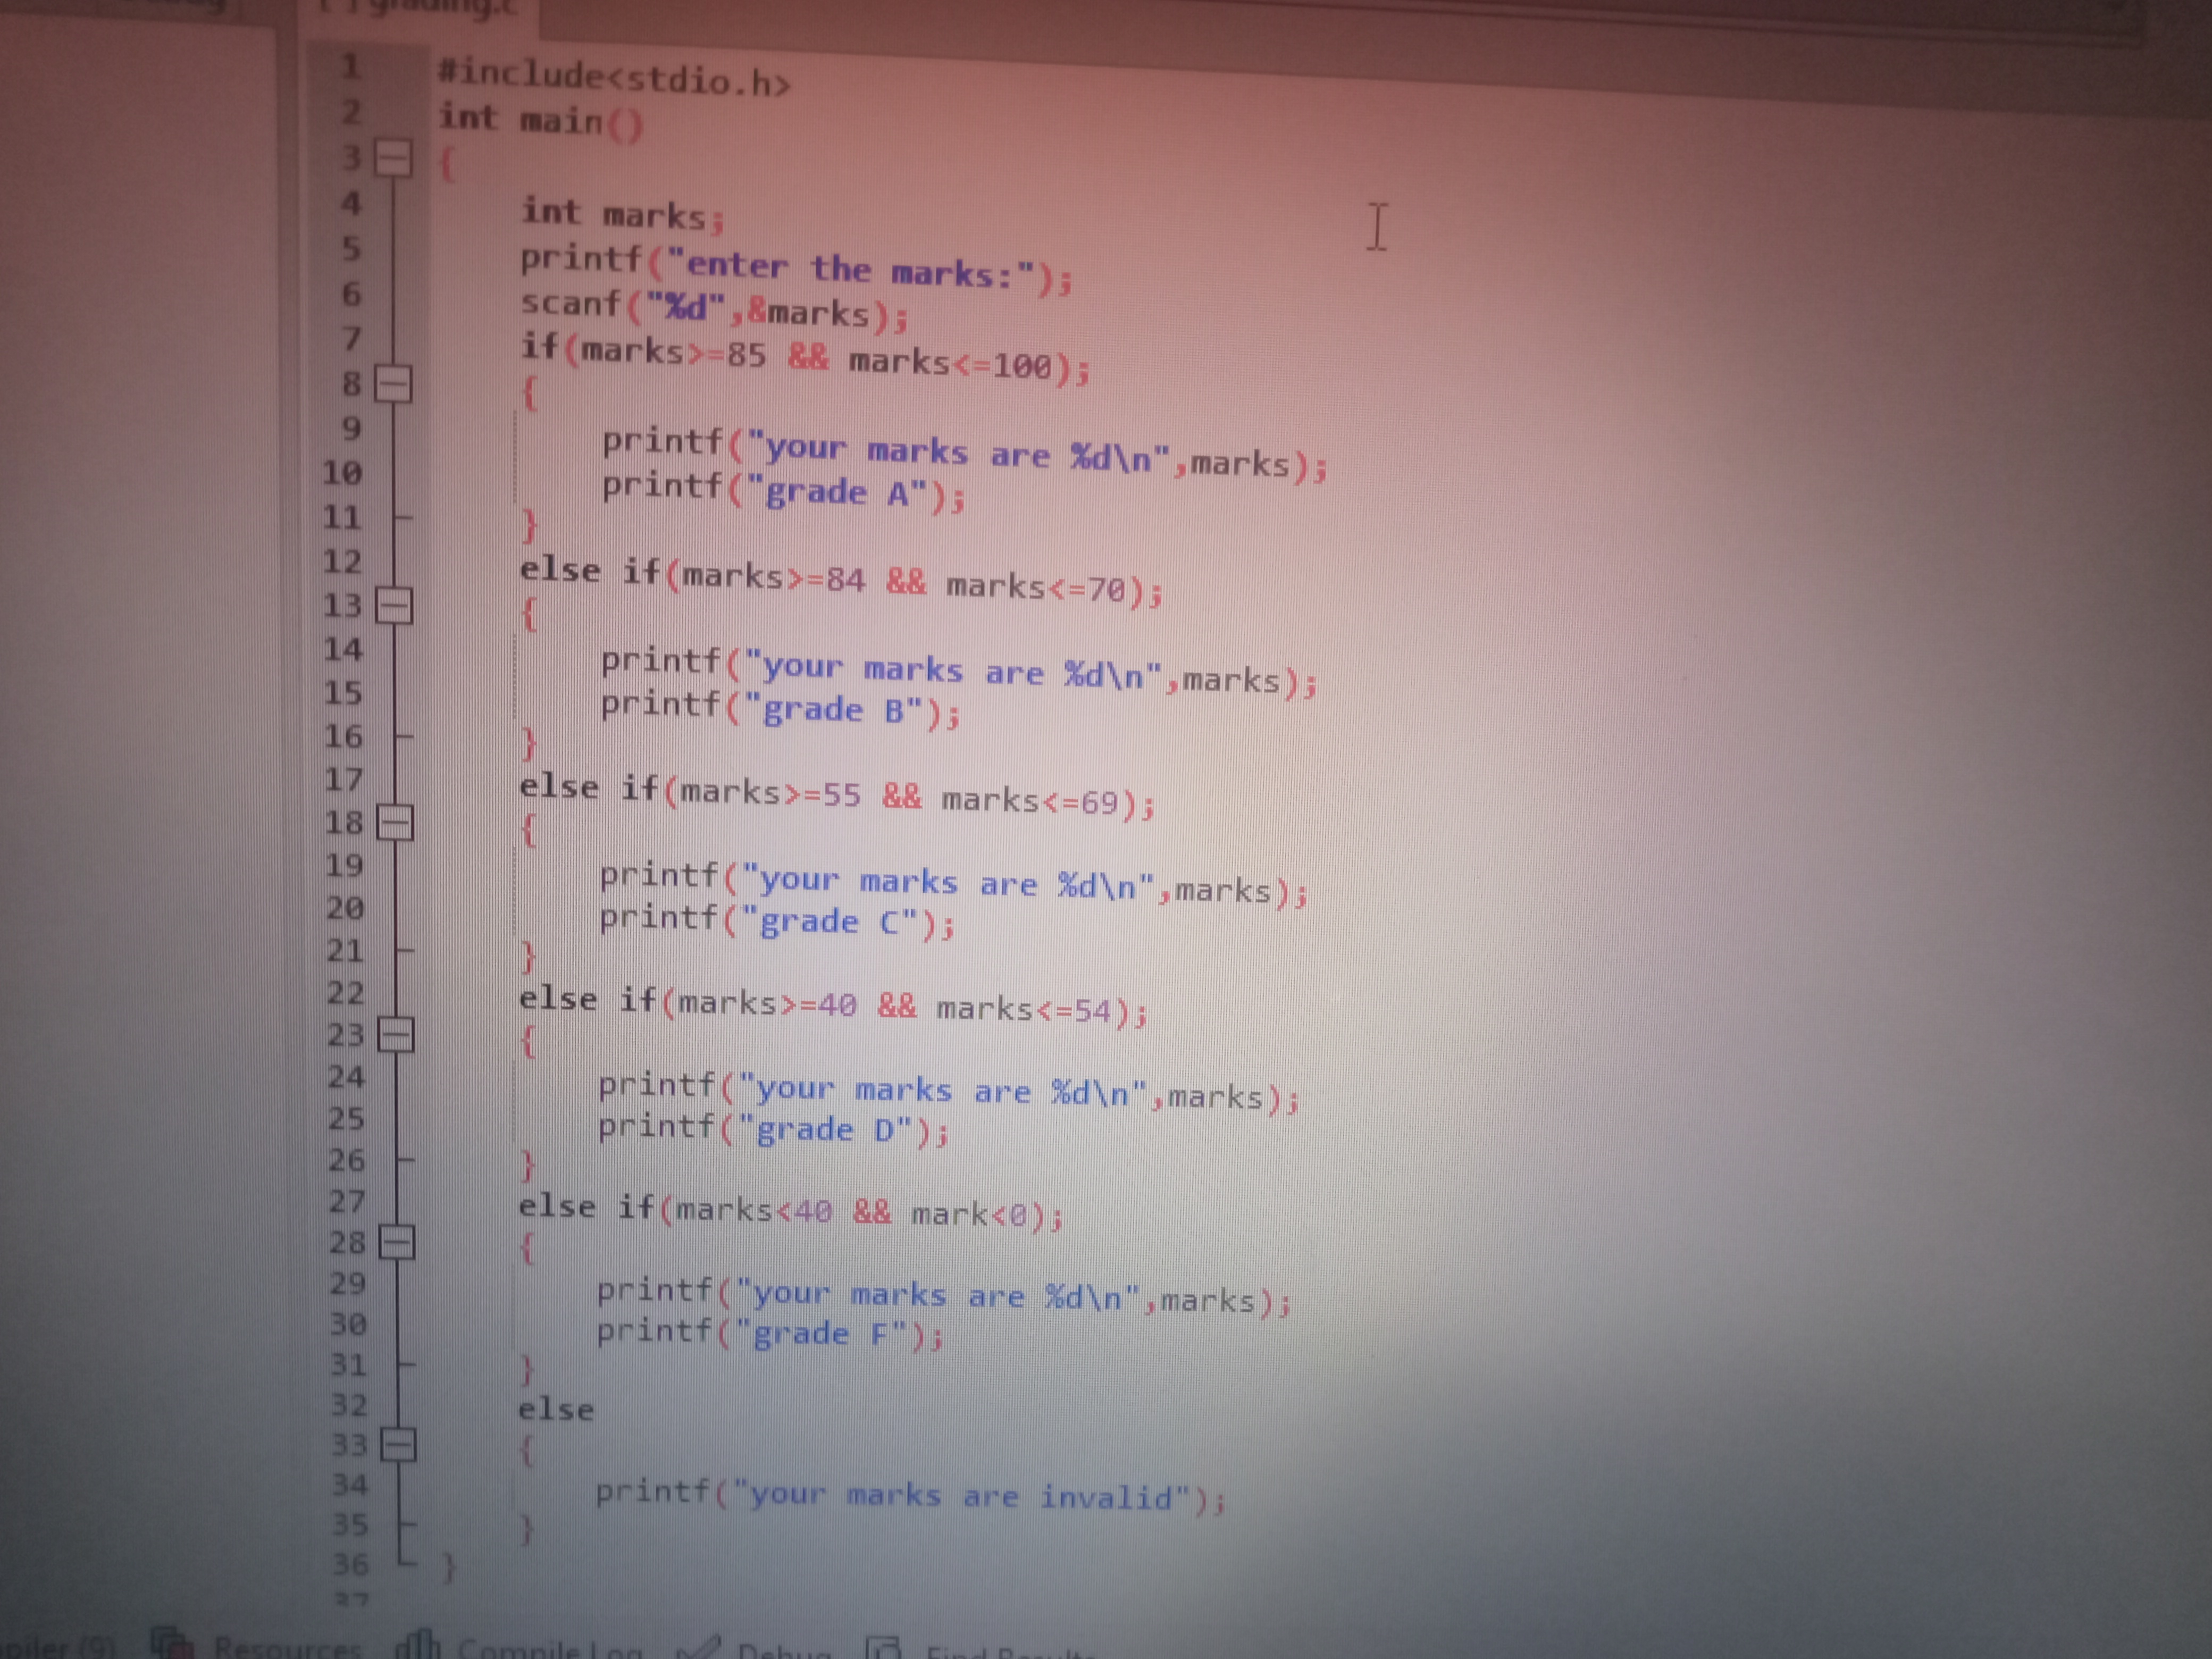 grading.c
1 #include<stdio.h>
2 int main()
3 {
4 int marks;
5 printf("enter the marks:");
6 scanf("%d",&marks);
7 if(marks>=85 && marks<=100);
8 {
9 printf("your marks are %d\n",marks);
10 printf("grade A");
11 }
12 else if(marks>=84 && marks<=70);
13 {
14 printf("your marks are %d\n",marks);
15 printf("grade B");
16 }
17 else if(marks>=55 && marks<=69);
18 {
19 printf("your marks are %d\n",marks);
20 printf("grade C");
21 }
22 else if(marks>=40 && marks<=54);
23 {
24 printf("your marks are %d\n",marks);
25 printf("grade D");
26 }
27 else if(marks<40 && mark<0);
28 {
29 printf("your marks are %d\n",marks);
30 printf("grade F");
31 }
32 else
33 {
34 printf("your marks are invalid");
35 }
36 }
37
(9) Resources Compile Log Debug Find Results